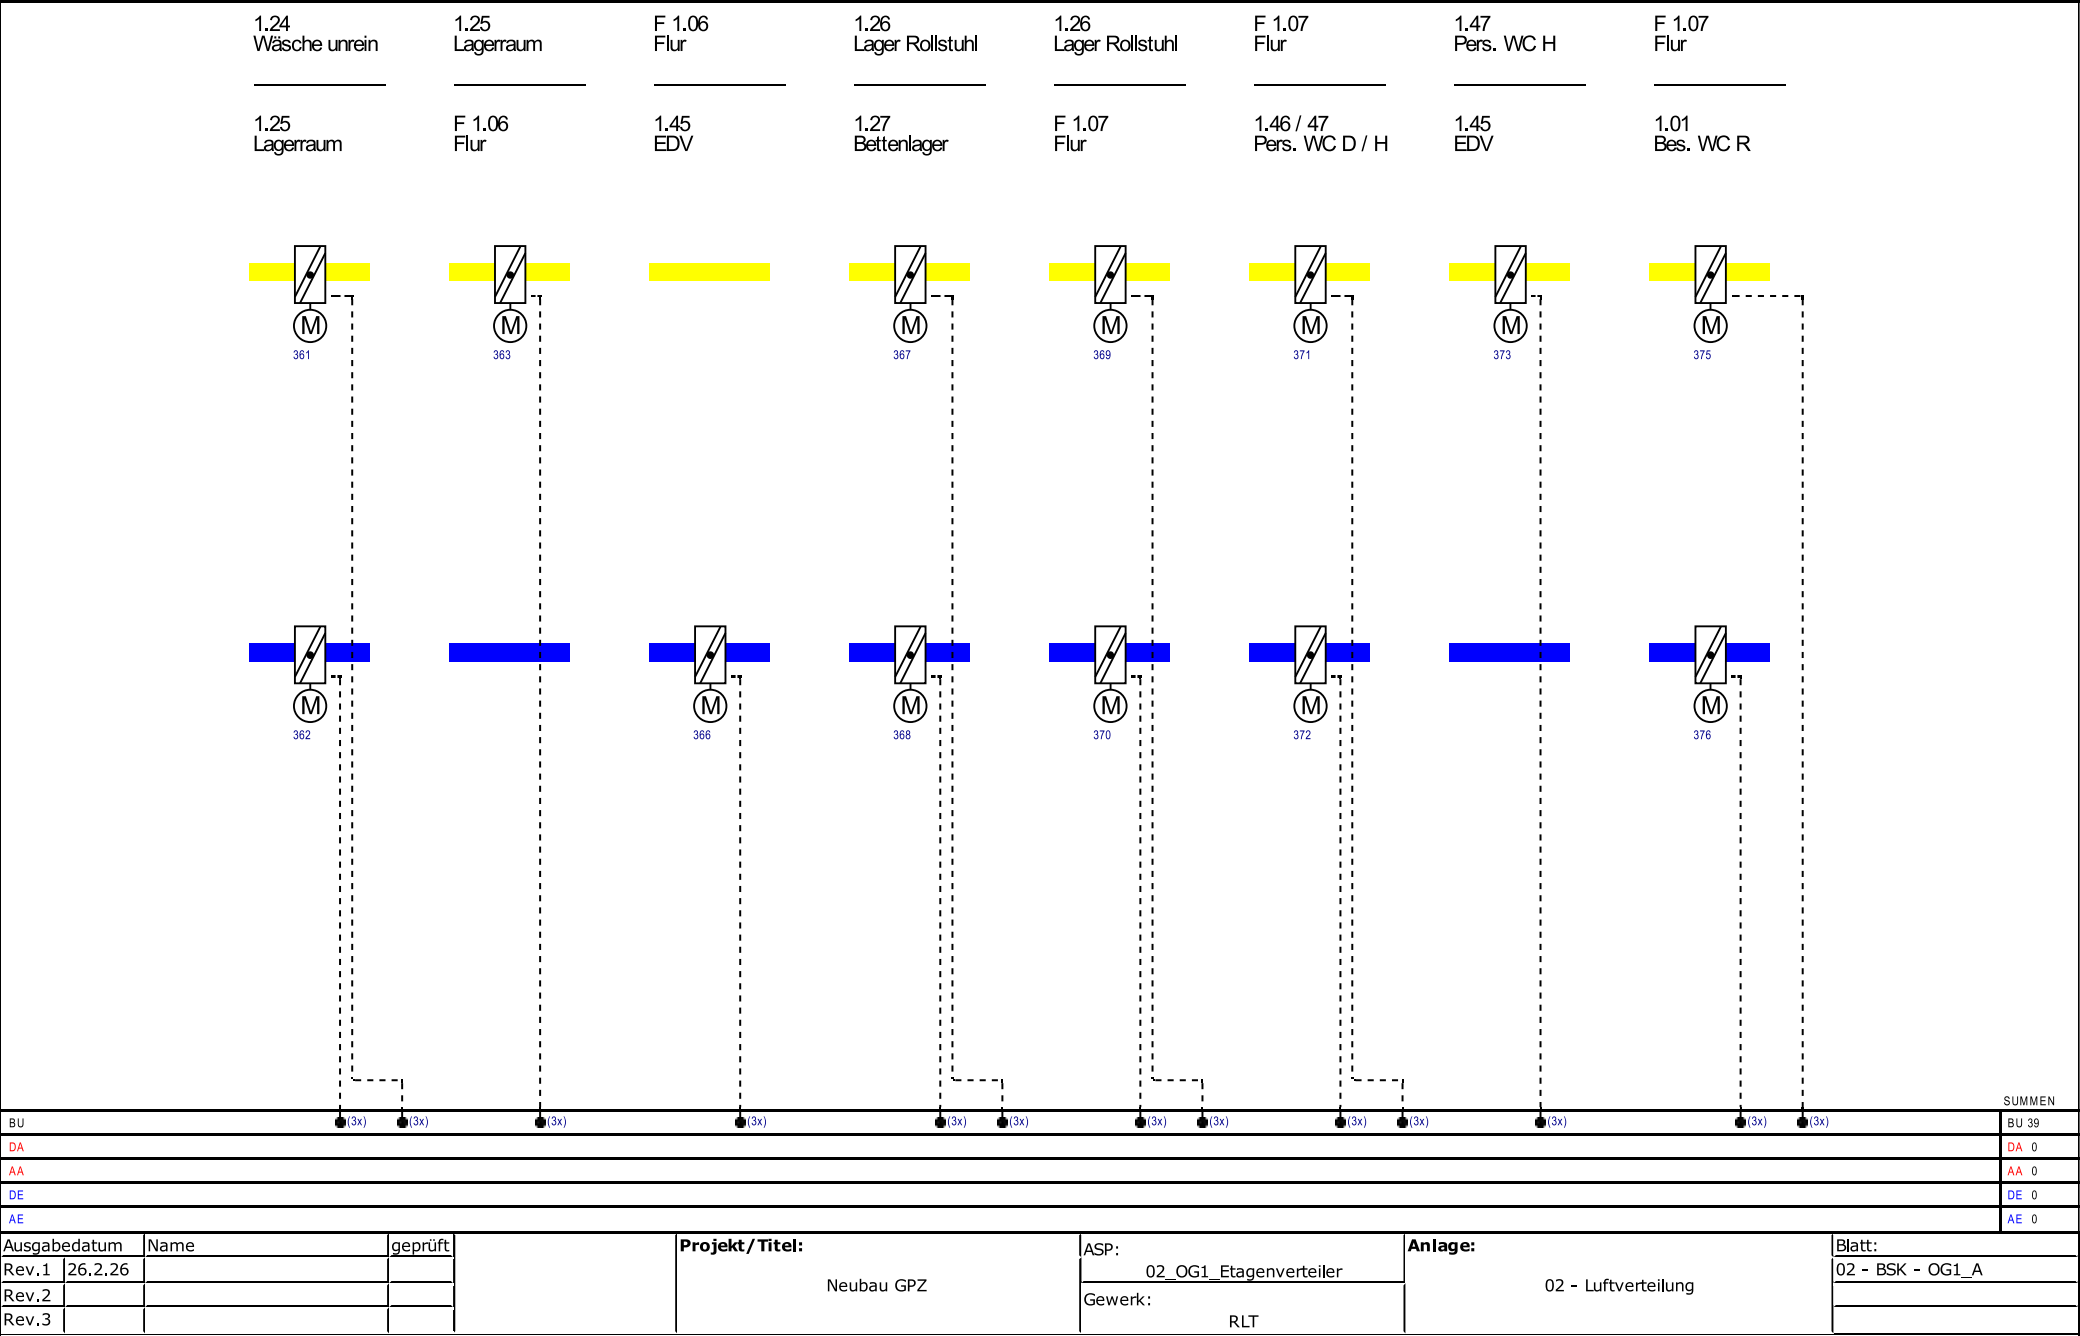 1.24
Wäsche unrein
1.25
Lagerraum
F 1.06
Flur
1.26
Lager Rollstuhl
1.26
Lager Rollstuhl
F 1.07
Flur
1.47
Pers. WC H
F 1.07
Flur
1.25
Lagerraum
F 1.06
Flur
1.45
EDV
1.27
Bettenlager
F 1.07
Flur
1.46 / 47
Pers. WC D / H
1.45
EDV
1.01
Bes. WC R
M
361
M
363
M
367
M
369
M
371
M
373
M
375
M
362
M
366
M
368
M
370
M
372
M
376
SUMMEN
BU (3x) (3x) (3x) (3x) (3x) (3x) (3x) (3x) (3x) (3x) (3x) (3x) (3x) BU 39
DA DA 0
AA AA 0
DE DE 0
AE AE 0
Ausgabedatum Name geprüft
Rev.1 26.2.26
Rev.2
Rev.3
Projekt/Titel:
Neubau GPZ
ASP:
02_OG1_Etagenverteiler
Gewerk:
RLT
Anlage:
02 - Luftverteilung
Blatt:
02 - BSK - OG1_A